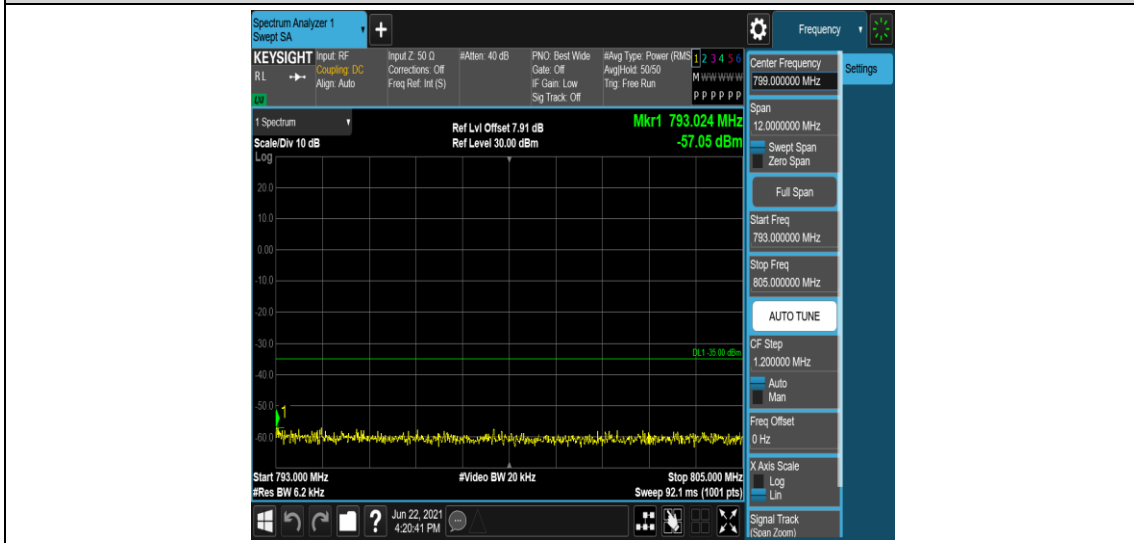 Spectrum Analyzer 1
Swept SA
+
Frequency
KEYSIGHT
R L
Input: RF
Coupling: DC
Align: Auto
Input Z: 50 Ω
Corrections: Off
Freq Ref: Int (S)
#Atten: 40 dB
PNO: Best Wide
Gate: Off
IF Gain: Low
Sig Track: Off
#Avg Type: Power (RMS
Avg|Hold: 50/50
Trig: Free Run
1 2 3 4 5 6
M W W W W W
P P P P P P
1 Spectrum
Scale/Div 10 dB
Log
Ref Lvl Offset 7.91 dB
Ref Level 30.00 dBm
Mkr1 793.024 MHz
-57.05 dBm
20.0
10.0
0.00
-10.0
-20.0
-30.0
DL1 -35.00 dBm
-40.0
-50.0
1
-60.0
Start 793.000 MHz
#Res BW 6.2 kHz
#Video BW 20 kHz
Stop 805.000 MHz
Sweep 92.1 ms (1001 pts)
?
Jun 22, 2021
4:20:41 PM
Center Frequency
799.000000 MHz
Settings
Span
12.0000000 MHz
Swept Span
Zero Span
Full Span
Start Freq
793.000000 MHz
Stop Freq
805.000000 MHz
AUTO TUNE
CF Step
1.200000 MHz
Auto
Man
Freq Offset
0 Hz
X Axis Scale
Log
Lin
Signal Track
(Span Zoom)